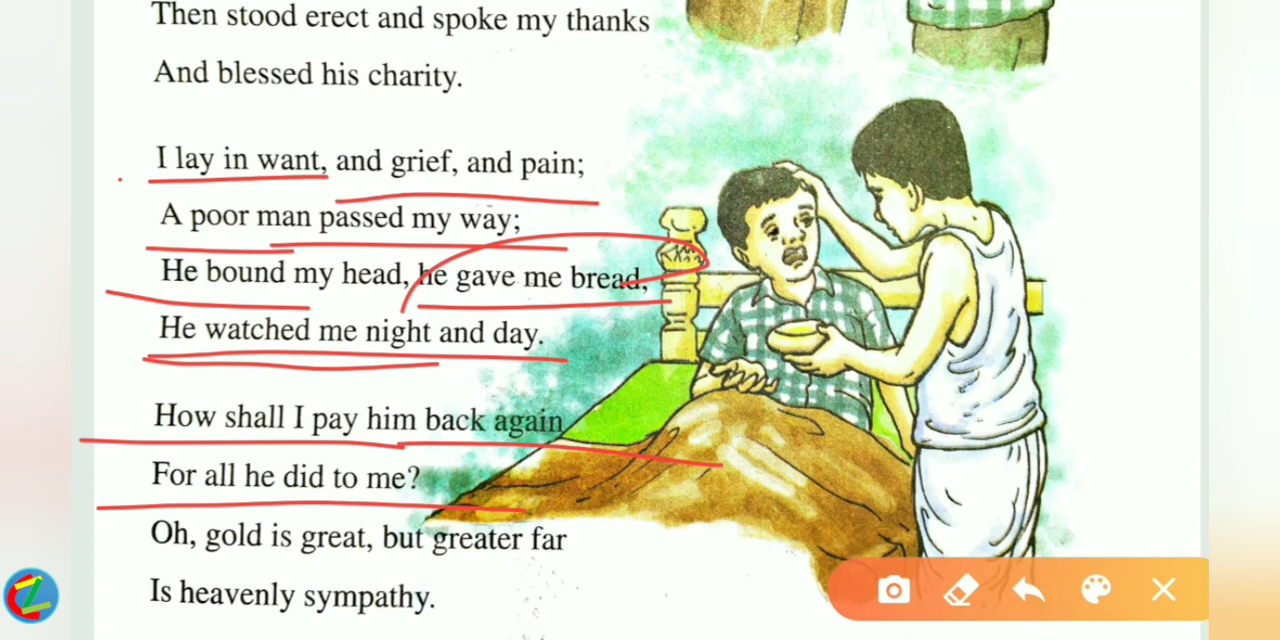 Then stood erect and spoke my thanks
And blessed his charity.
I lay in want, and grief, and pain;
A poor man passed my way;
He bound my head, he gave me bread,
He watched me night and day.
How shall I pay him back again
For all he did to me?
Oh, gold is great, but greater far
Is heavenly sympathy.